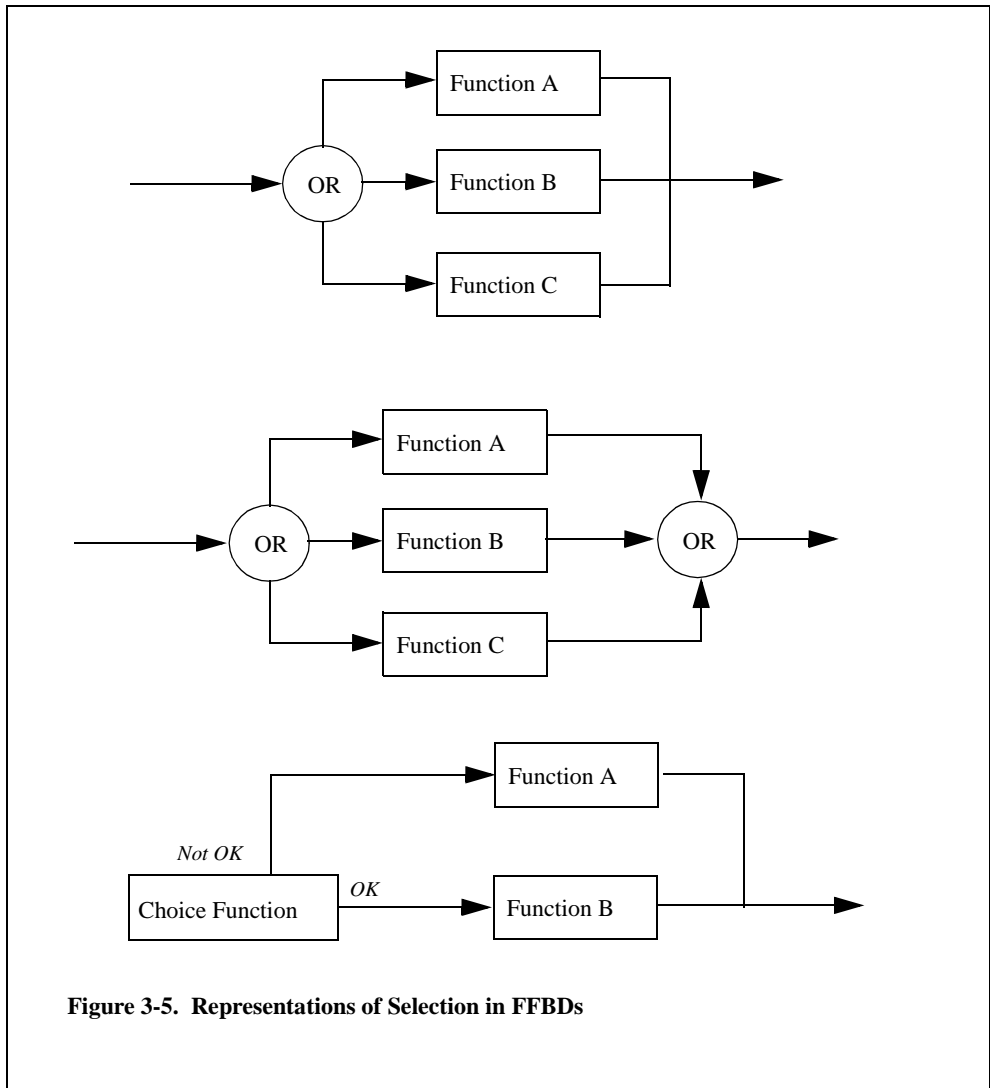 Function A
OR
Function B
Function C
Function A
OR
Function B
OR
Function C
Function A
Not OK
OK
Choice Function
Function B
Figure 3-5. Representations of Selection in FFBDs